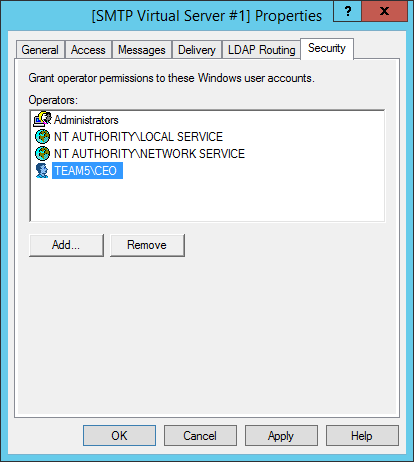 [SMTP Virtual Server #1] Properties
?
x
General
Access
Messages
Delivery
LDAP Routing
Security
Grant operator permissions to these Windows user accounts.
Operators:
Administrators
NT AUTHORITY\LOCAL SERVICE
NT AUTHORITY\NETWORK SERVICE
TEAM5\CEO
Add...
Remove
OK
Cancel
Apply
Help